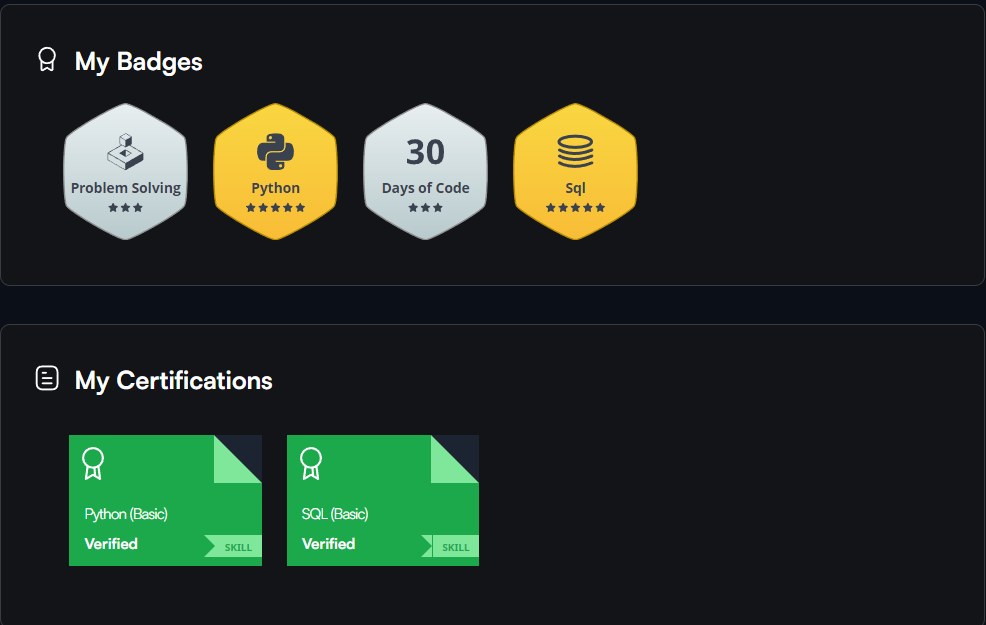 My Badges
Problem Solving
Python
30
Days of Code
Sql
My Certifications
Python (Basic)
Verified
SKILL
SQL (Basic)
Verified
SKILL